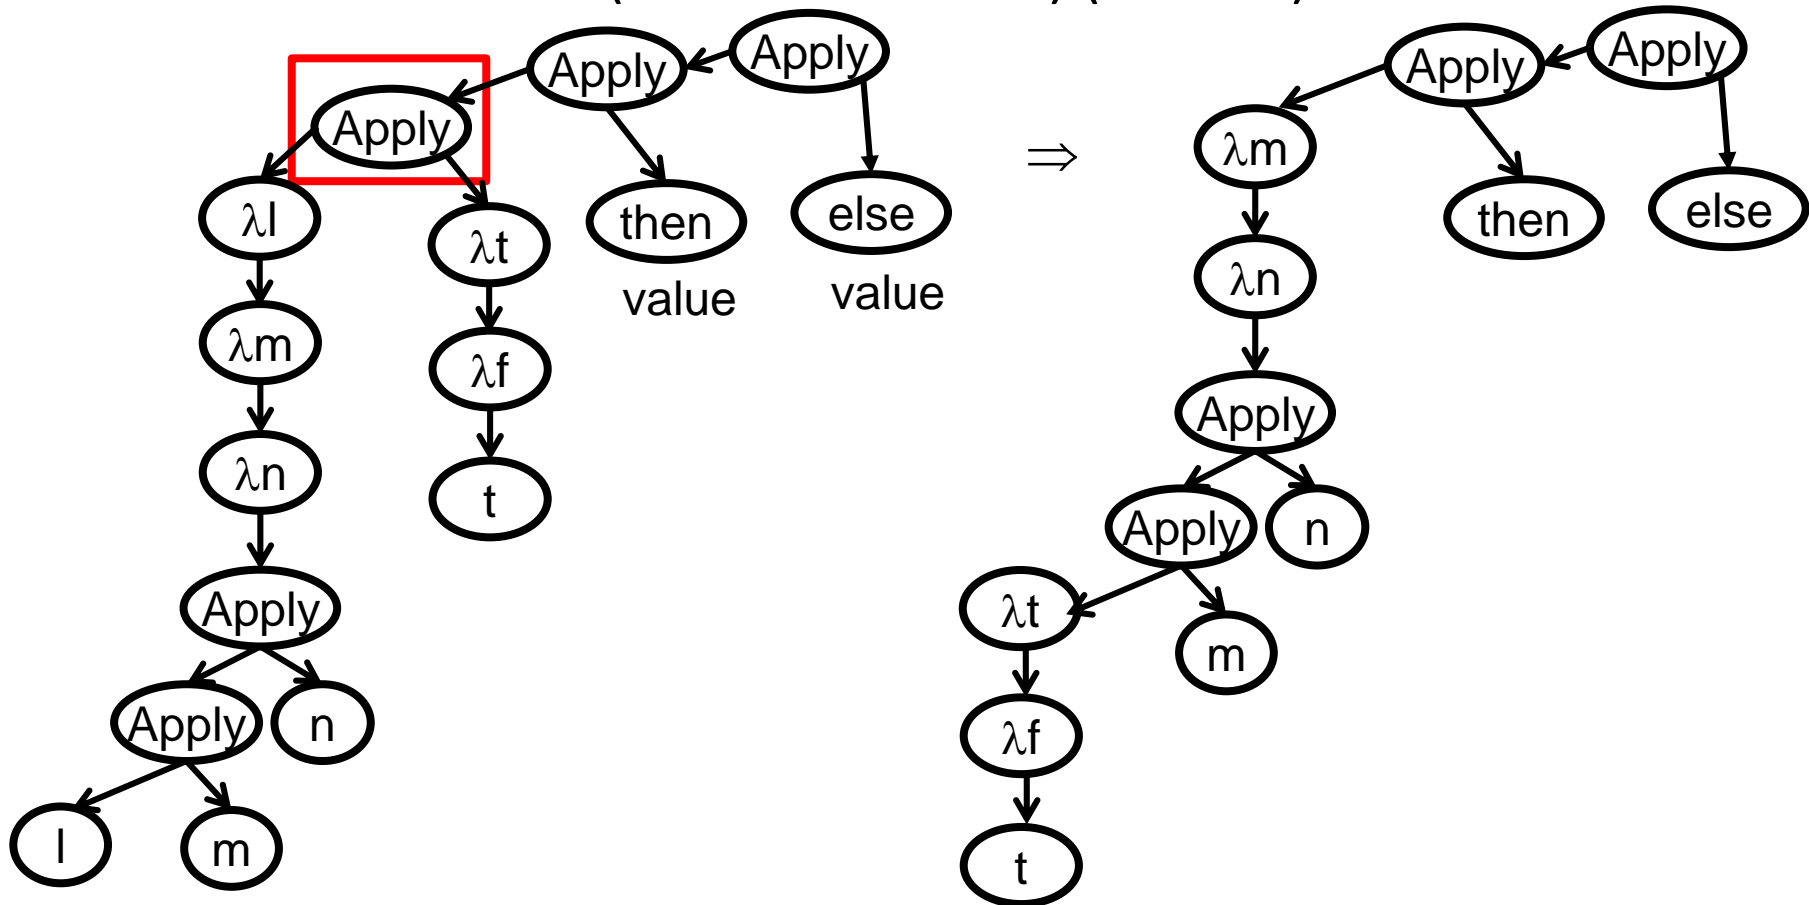 Apply
Apply
Apply
λl
λt
then
else
value
value
λm
λf
λn
t
Apply
Apply
n
l
m
⇒
Apply
Apply
λm
then
else
λn
Apply
Apply
n
λt
m
λf
t